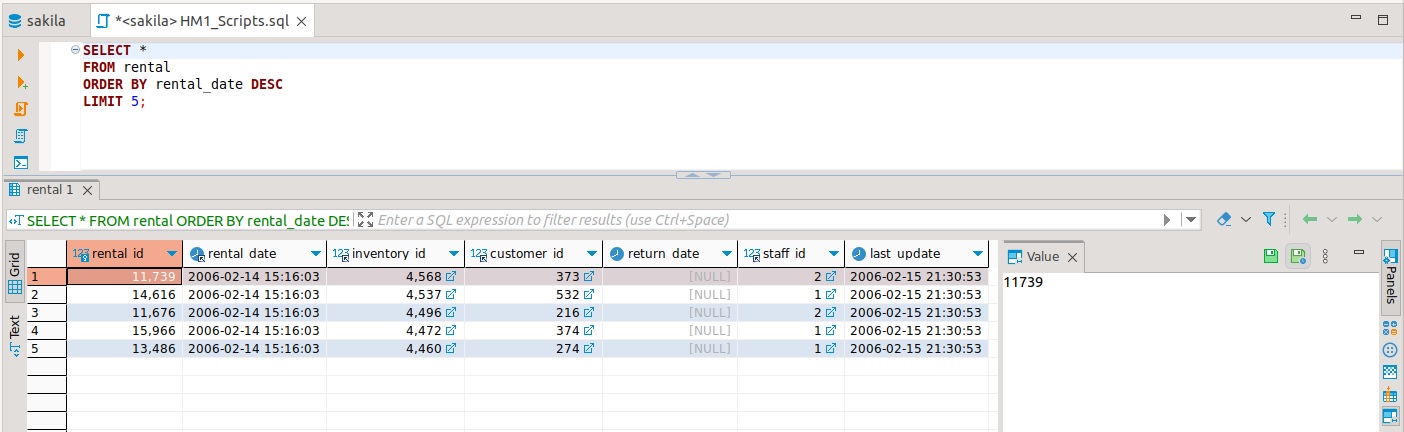 sakila
*<sakila> HM1_Scripts.sql
SELECT *
FROM rental
ORDER BY rental_date DESC
LIMIT 5;
rental 1
SELECT * FROM rental ORDER BY rental_date DES
Enter a SQL expression to filter results (use Ctrl+Space)
Grid
Text
123 rental_id rental_date 123 inventory_id 123 customer_id return_date 123 staff_id last_update
1 11,739 2006-02-14 15:16:03 4,568 373 [NULL] 2 2006-02-15 21:30:53
2 14,616 2006-02-14 15:16:03 4,537 532 [NULL] 1 2006-02-15 21:30:53
3 11,676 2006-02-14 15:16:03 4,496 216 [NULL] 2 2006-02-15 21:30:53
4 15,966 2006-02-14 15:16:03 4,472 374 [NULL] 1 2006-02-15 21:30:53
5 13,486 2006-02-14 15:16:03 4,460 274 [NULL] 1 2006-02-15 21:30:53
Value
11739
Panels